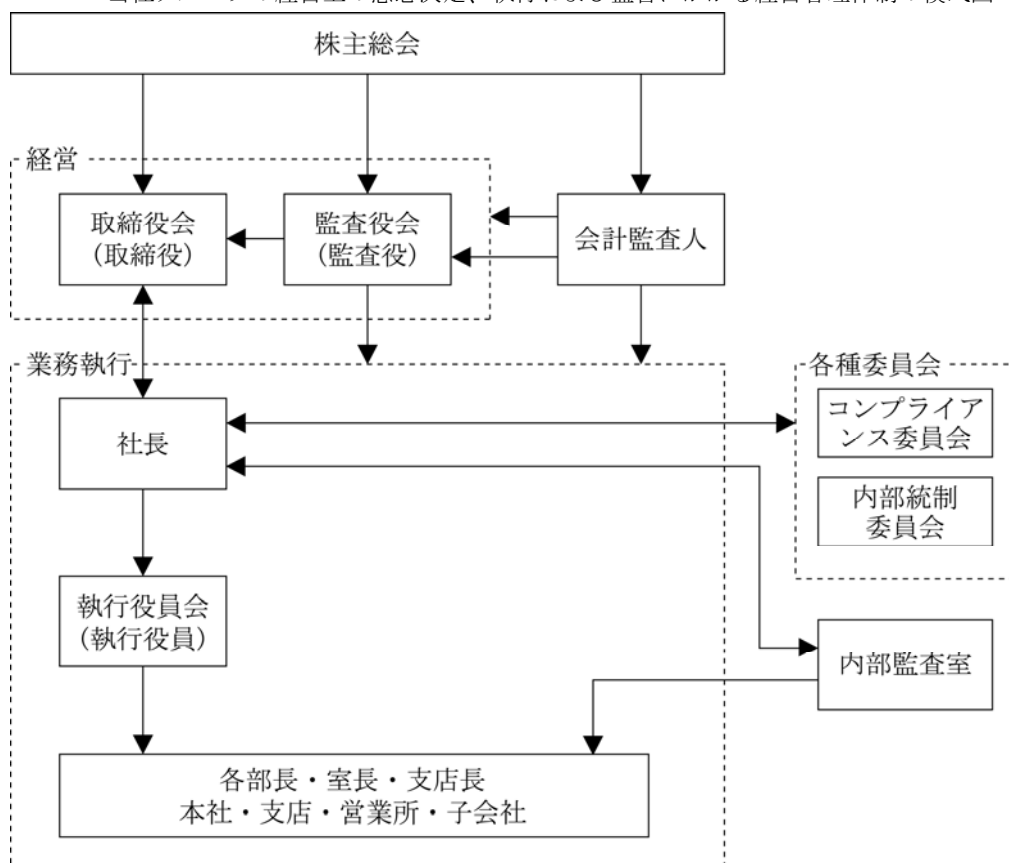 株主総会
経営
取締役会
(取締役)
監査役会
(監査役)
会計監査人
業務執行
各種委員会
社長
コンプライア
ンス委員会
内部統制
委員会
執行役員会
(執行役員)
内部監査室
各部長・室長・支店長
本社・支店・営業所・子会社